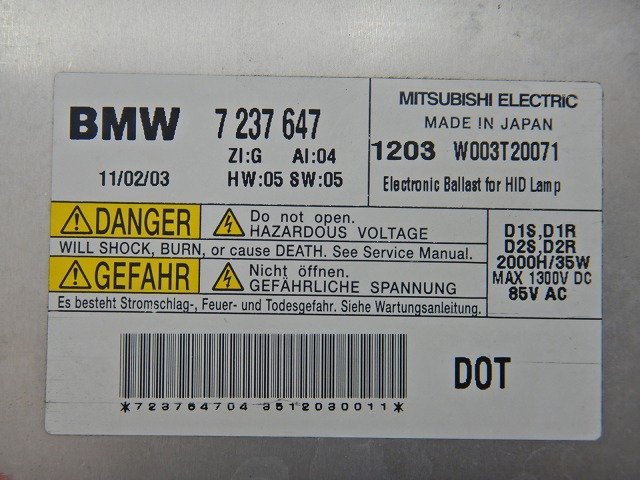 BMW 7 237 647
ZI:G AI:04
11/02/03 HW:05 SW:05
MITSUBISHI ELECTRIC
MADE IN JAPAN
1203 W003T20071
Electronic Ballast for HID Lamp
DANGER Do not open.
HAZARDOUS VOLTAGE
WILL SHOCK, BURN, or cause DEATH. See Service Manual.
GEFAHR Nicht öffnen.
GEFÄHRLICHE SPANNUNG
Es besteht Stromschlag-, Feuer- und Todesgefahr. Siehe Wartungsanleitung.
D1S,D1R
D2S,D2R
2000H/35W
MAX 1300V DC
85V AC
*723764704 3512030011*
DOT